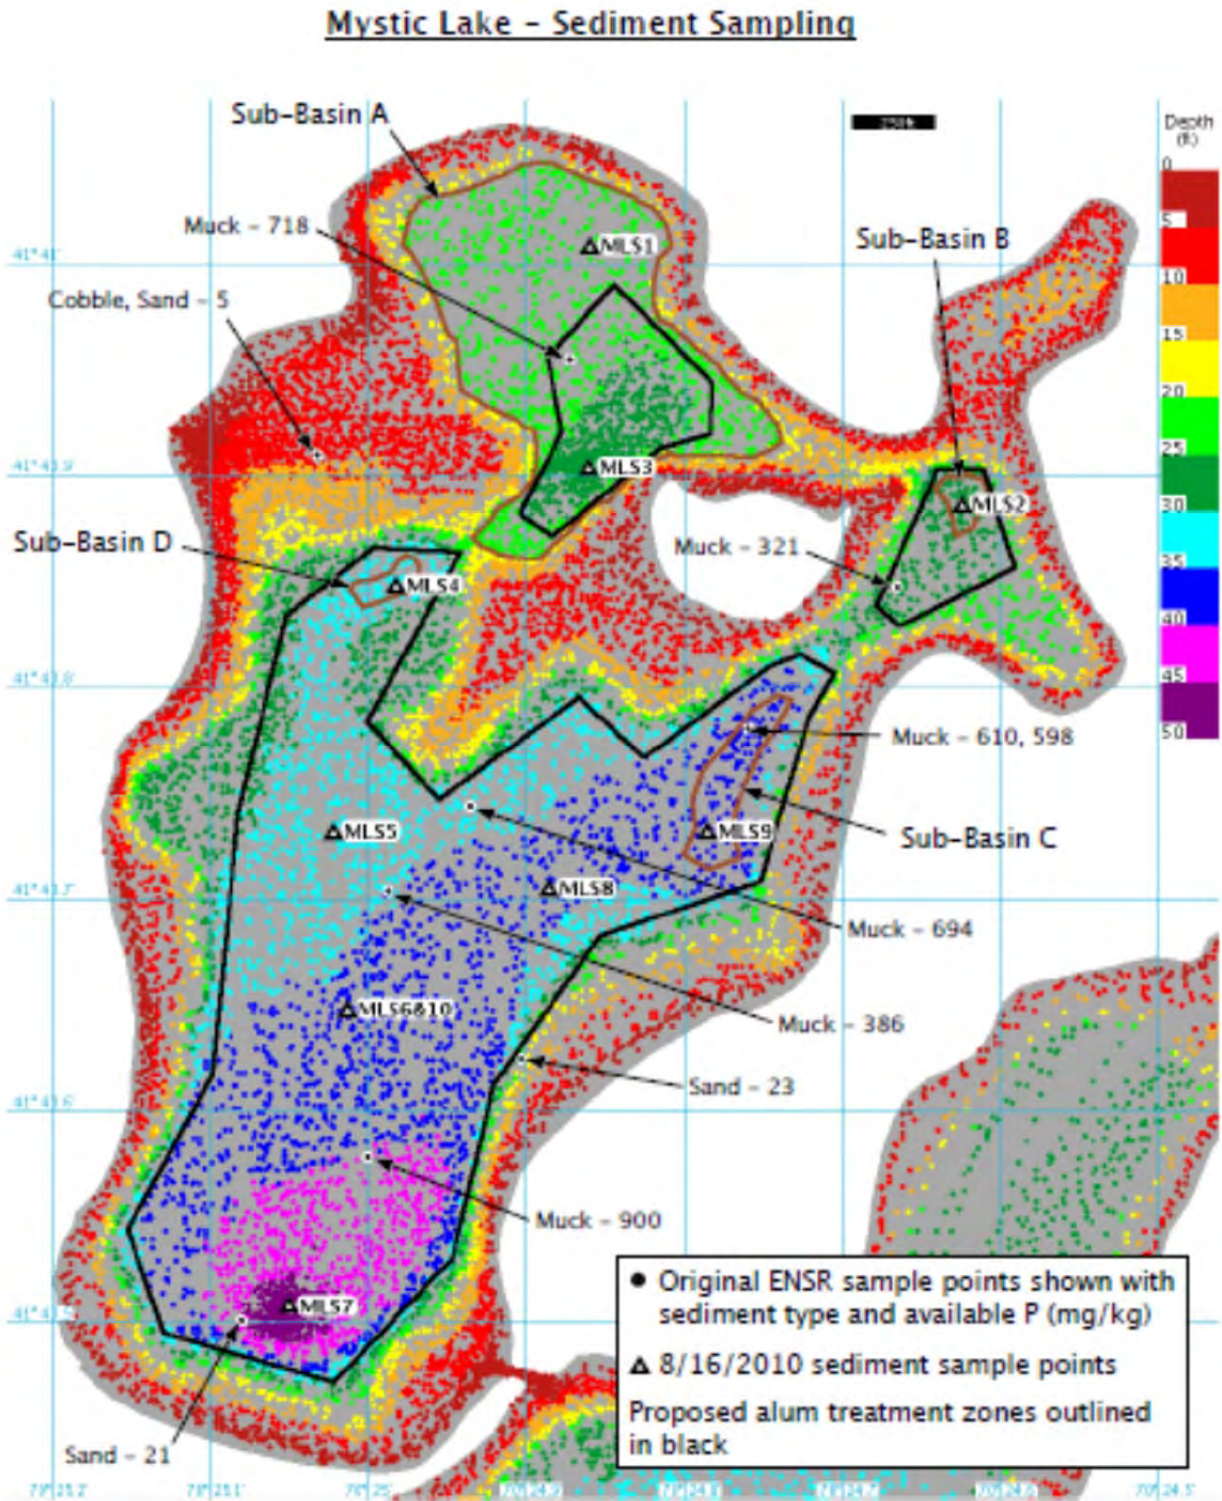 Mystic Lake - Sediment Sampling
Sub-Basin A
Depth
(ft)
0
5
10
15
20
25
30
35
40
45
50
Muck - 718
MLS1
Sub-Basin B
41°41'
Cobble, Sand - 5
MLS3
MLS2
Sub-Basin D
Muck - 321
MLS4
Muck - 610, 598
MLS5
MLS9
Sub-Basin C
MLS8
Muck - 694
MLS6&10
Muck - 386
Sand - 23
Muck - 900
MLS7
Sand - 21
Original ENSR sample points shown with
sediment type and available P (mg/kg)
8/16/2010 sediment sample points
Proposed alum treatment zones outlined
in black